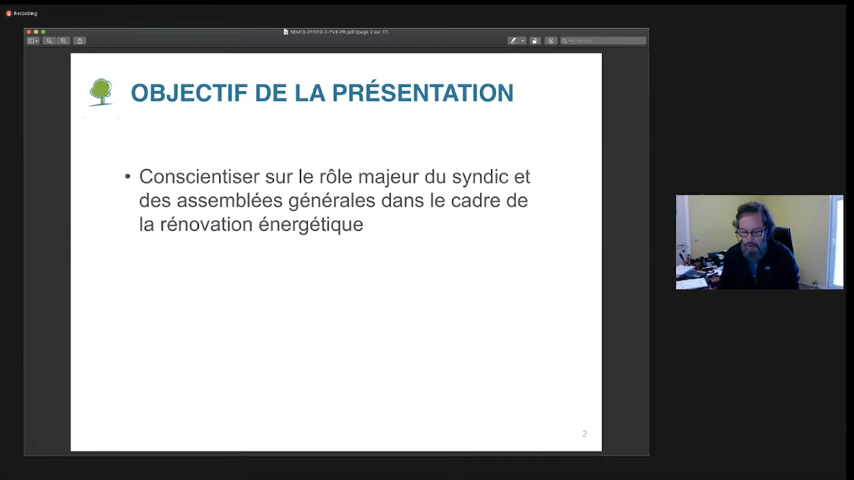 Recording
OBJECTIF DE LA PRÉSENTATION
• Conscientiser sur le rôle majeur du syndic et
des assemblées générales dans le cadre de
la rénovation énergétique
2